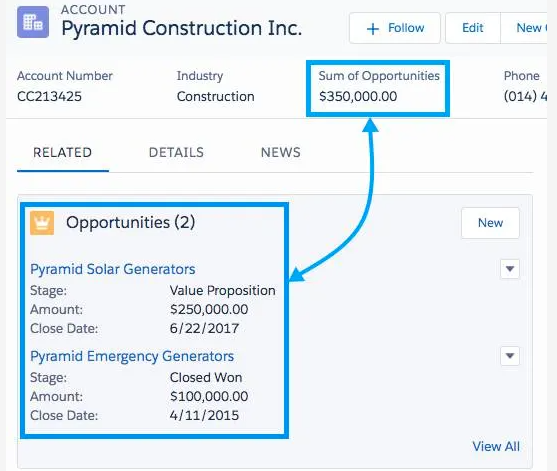 ACCOUNT
Pyramid Construction Inc.
Follow
Edit
New
Account Number
Industry
Sum of Opportunities
Phone
CC213425
Construction
$350,000.00
(014) 4
RELATED
DETAILS
NEWS
Opportunities (2)
New
Pyramid Solar Generators
Stage: Value Proposition
Amount: $250,000.00
Close Date: 6/22/2017
Pyramid Emergency Generators
Stage: Closed Won
Amount: $100,000.00
Close Date: 4/11/2015
View All